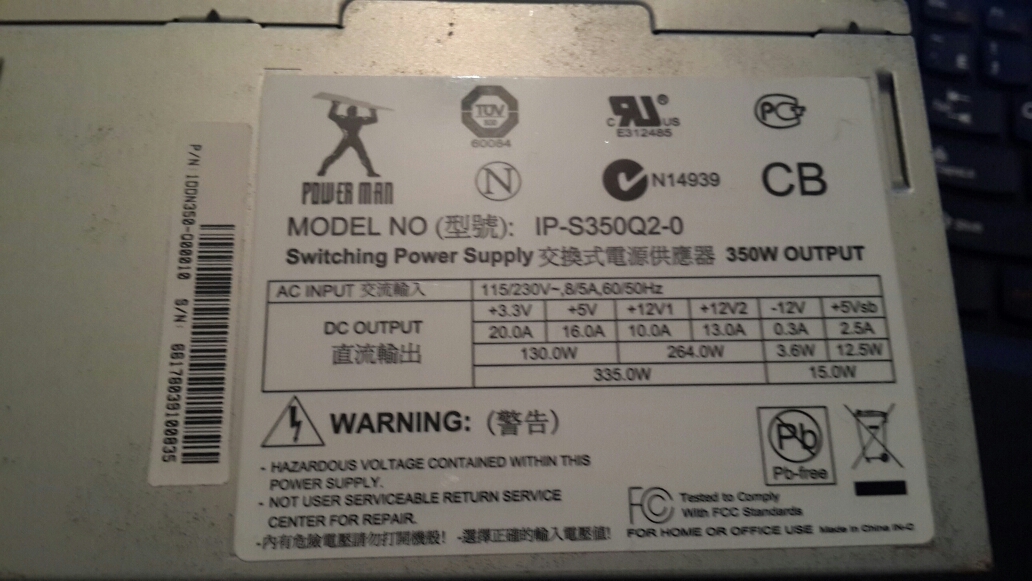 POWER MAN
TÜV
60084
N
C US
®
E312485
N14939
PC
CB
MODEL NO (型號): IP-S350Q2-0
Switching Power Supply 交換式電源供應器 350W OUTPUT
AC INPUT 交流輸入 115/230V~,8/5A,60/50Hz
DC OUTPUT
直流輸出
+3.3V +5V +12V1 +12V2 -12V +5Vsb
20.0A 16.0A 10.0A 13.0A 0.3A 2.5A
130.0W 264.0W 3.6W 12.5W
335.0W 15.0W
WARNING: (警告)
- HAZARDOUS VOLTAGE CONTAINED WITHIN THIS
POWER SUPPLY.
- NOT USER SERVICEABLE RETURN SERVICE
CENTER FOR REPAIR.
-內有危險電壓請勿打開機殼! -選擇正確的輸入電壓值!
Pb
Pb-free
FC Tested to Comply
With FCC Standards
FOR HOME OR OFFICE USE Made in China IN-C
P/N IDDN350-Q00010 S/N: